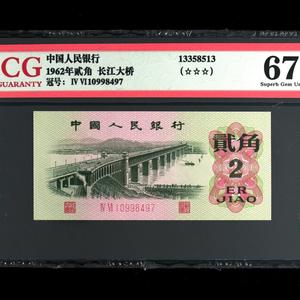 CG
GUARANTY
中国人民银行
1962年贰角 长江大桥
冠号： IV VI10998497
13358513
(☆☆☆)
67
Superb Gem Un
中國人民銀行
貳角
2
ER
JIAO
IV VI 10998497